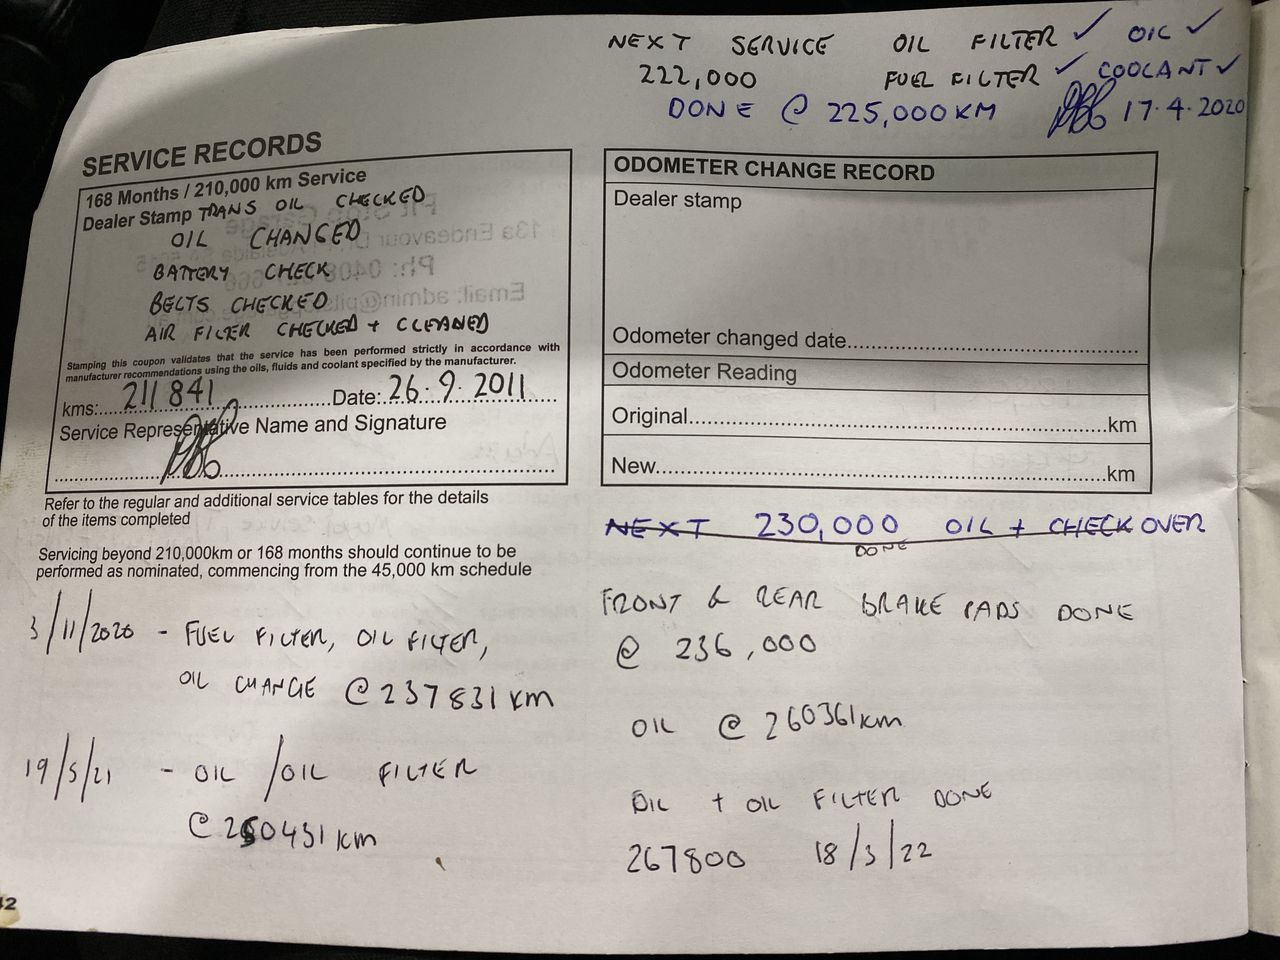 NEXT SERVICE OIL FILTER ✓ OIL ✓
222,000 FUEL FILTER ✓ COOLANT ✓
DONE @ 225,000KM 17.4.2020
SERVICE RECORDS
168 Months / 210,000 km Service
Dealer Stamp TRANS OIL CHECKED
OIL CHANGED
BATTERY CHECK
BELTS CHECKED
AIR FILTER CHECKED + CLEANED
Stamping this coupon validates that the service has been performed strictly in accordance with
manufacturer recommendations using the oils, fluids and coolant specified by the manufacturer.
kms: 211 841 Date: 26.9.2011
Service Representative Name and Signature
Refer to the regular and additional service tables for the details
of the items completed
Servicing beyond 210,000km or 168 months should continue to be
performed as nominated, commencing from the 45,000 km schedule
3/11/2020 - FUEL FILTER, OIL FILTER,
OIL CHANGE @ 237831 km
19/5/21 - OIL / OIL FILTER
@ 250431 km
ODOMETER CHANGE RECORD
Dealer stamp
Odometer changed date
Odometer Reading
Original km
New km
NEXT 230,000 OIL + CHECK OVER
DONE
FRONT & REAR BRAKE PADS DONE
@ 236,000
OIL @ 260361km
OIL + OIL FILTER DONE
267800 18/3/22